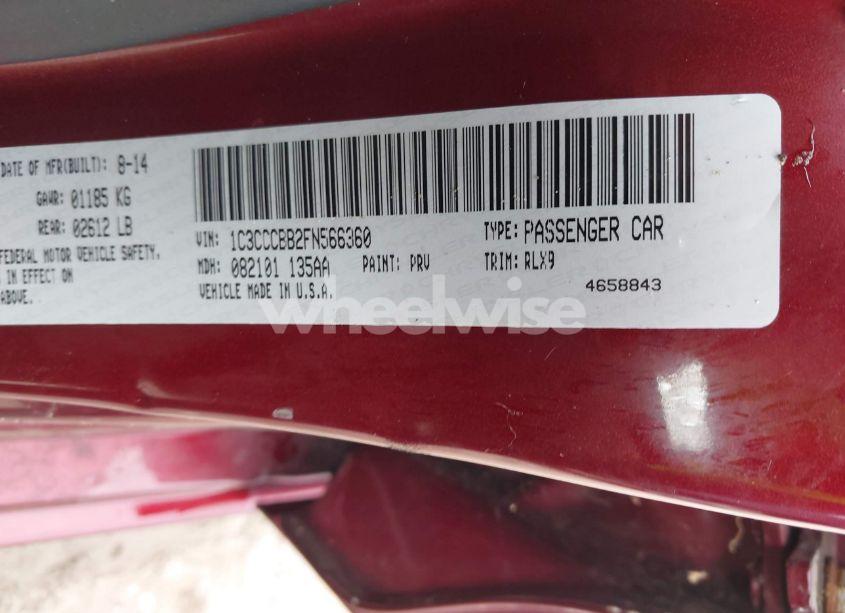 DATE OF MFR(BUILT): 8-14
GAWR: 01185 KG
REAR: 02612 LB
FEDERAL MOTOR VEHICLE SAFETY,
IN EFFECT ON
ABOVE.
VIN: 1C3CCCBB2FN566360
TYPE: PASSENGER CAR
MDH: 082101 135AA
PAINT: PRV
TRIM: RLX9
VEHICLE MADE IN U.S.A.
4658843
wheelwise